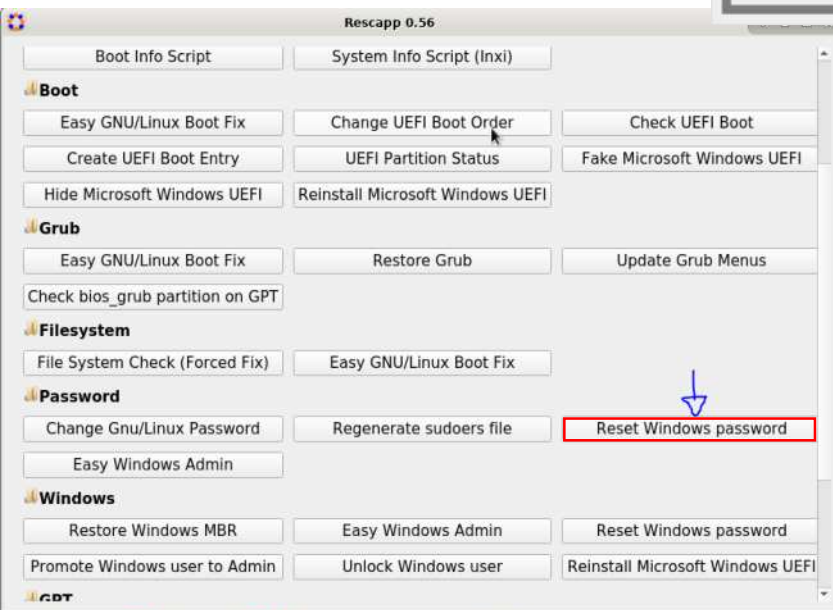 Rescapp 0.56
Boot Info Script System Info Script (Inxi)
Boot
Easy GNU/Linux Boot Fix Change UEFI Boot Order Check UEFI Boot
Create UEFI Boot Entry UEFI Partition Status Fake Microsoft Windows UEFI
Hide Microsoft Windows UEFI Reinstall Microsoft Windows UEFI
Grub
Easy GNU/Linux Boot Fix Restore Grub Update Grub Menus
Check bios_grub partition on GPT
Filesystem
File System Check (Forced Fix) Easy GNU/Linux Boot Fix
Password
Change Gnu/Linux Password Regenerate sudoers file Reset Windows password
Easy Windows Admin
Windows
Restore Windows MBR Easy Windows Admin Reset Windows password
Promote Windows user to Admin Unlock Windows user Reinstall Microsoft Windows UEFI
GPT